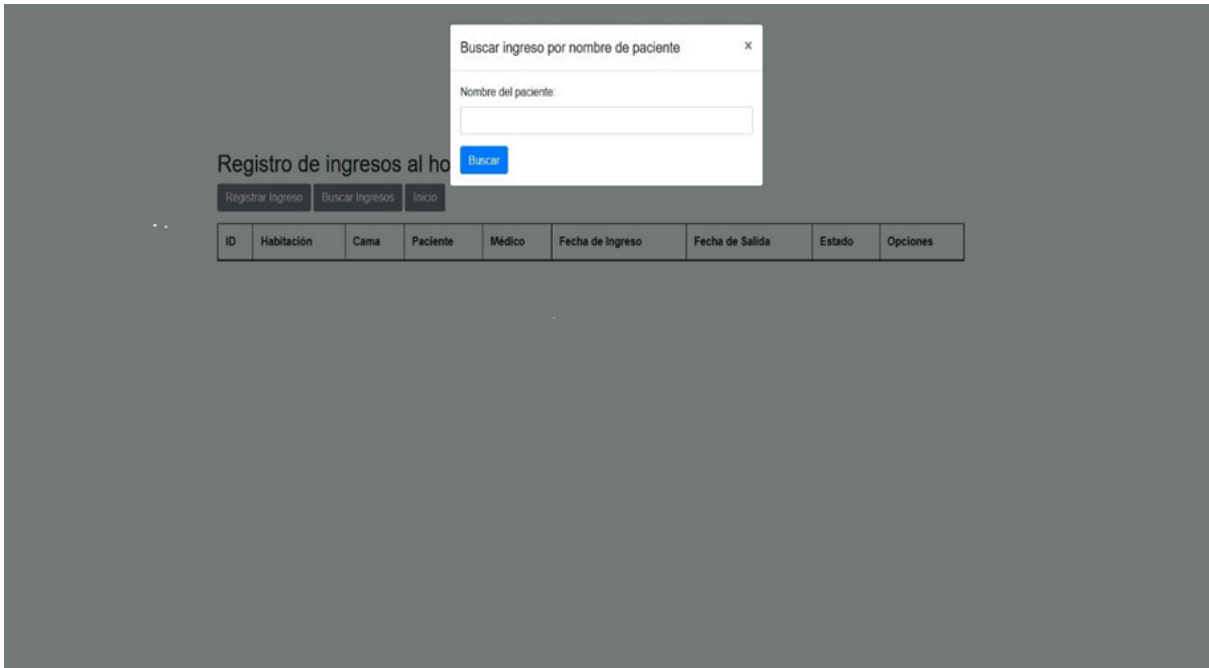 Buscar ingreso por nombre de paciente x
Nombre del paciente:
Buscar
Registro de ingresos al ho
Registrar Ingreso Buscar Ingresos Inicio
ID Habitación Cama Paciente Médico Fecha de Ingreso Fecha de Salida Estado Opciones